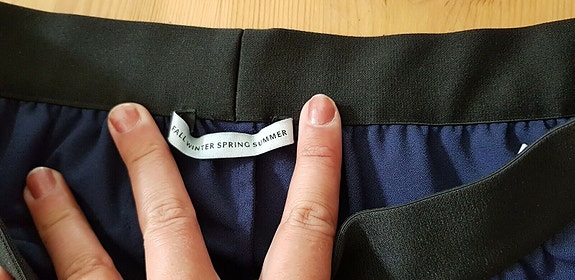 FALL WINTER SPRING SUMMER